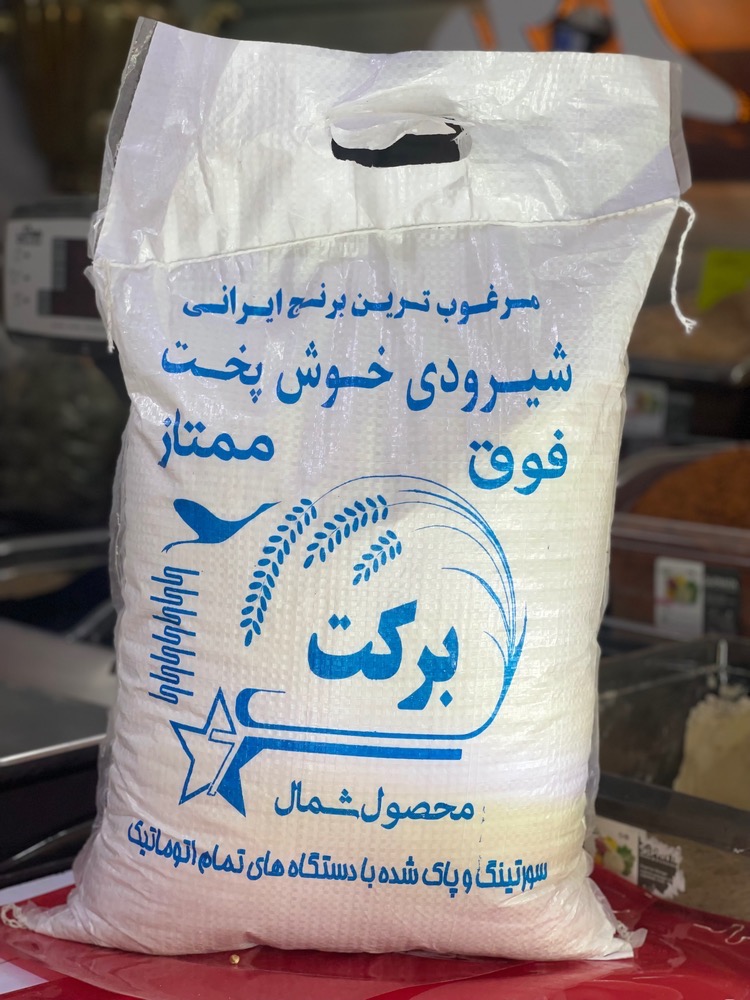 مرغوب ترین برنج ایرانی
شیرودی خوش پخت
فوق ممتاز
برکت
محصول شمال
سورتینگ و پاک شده با دستگاه های تمام اتوماتیک